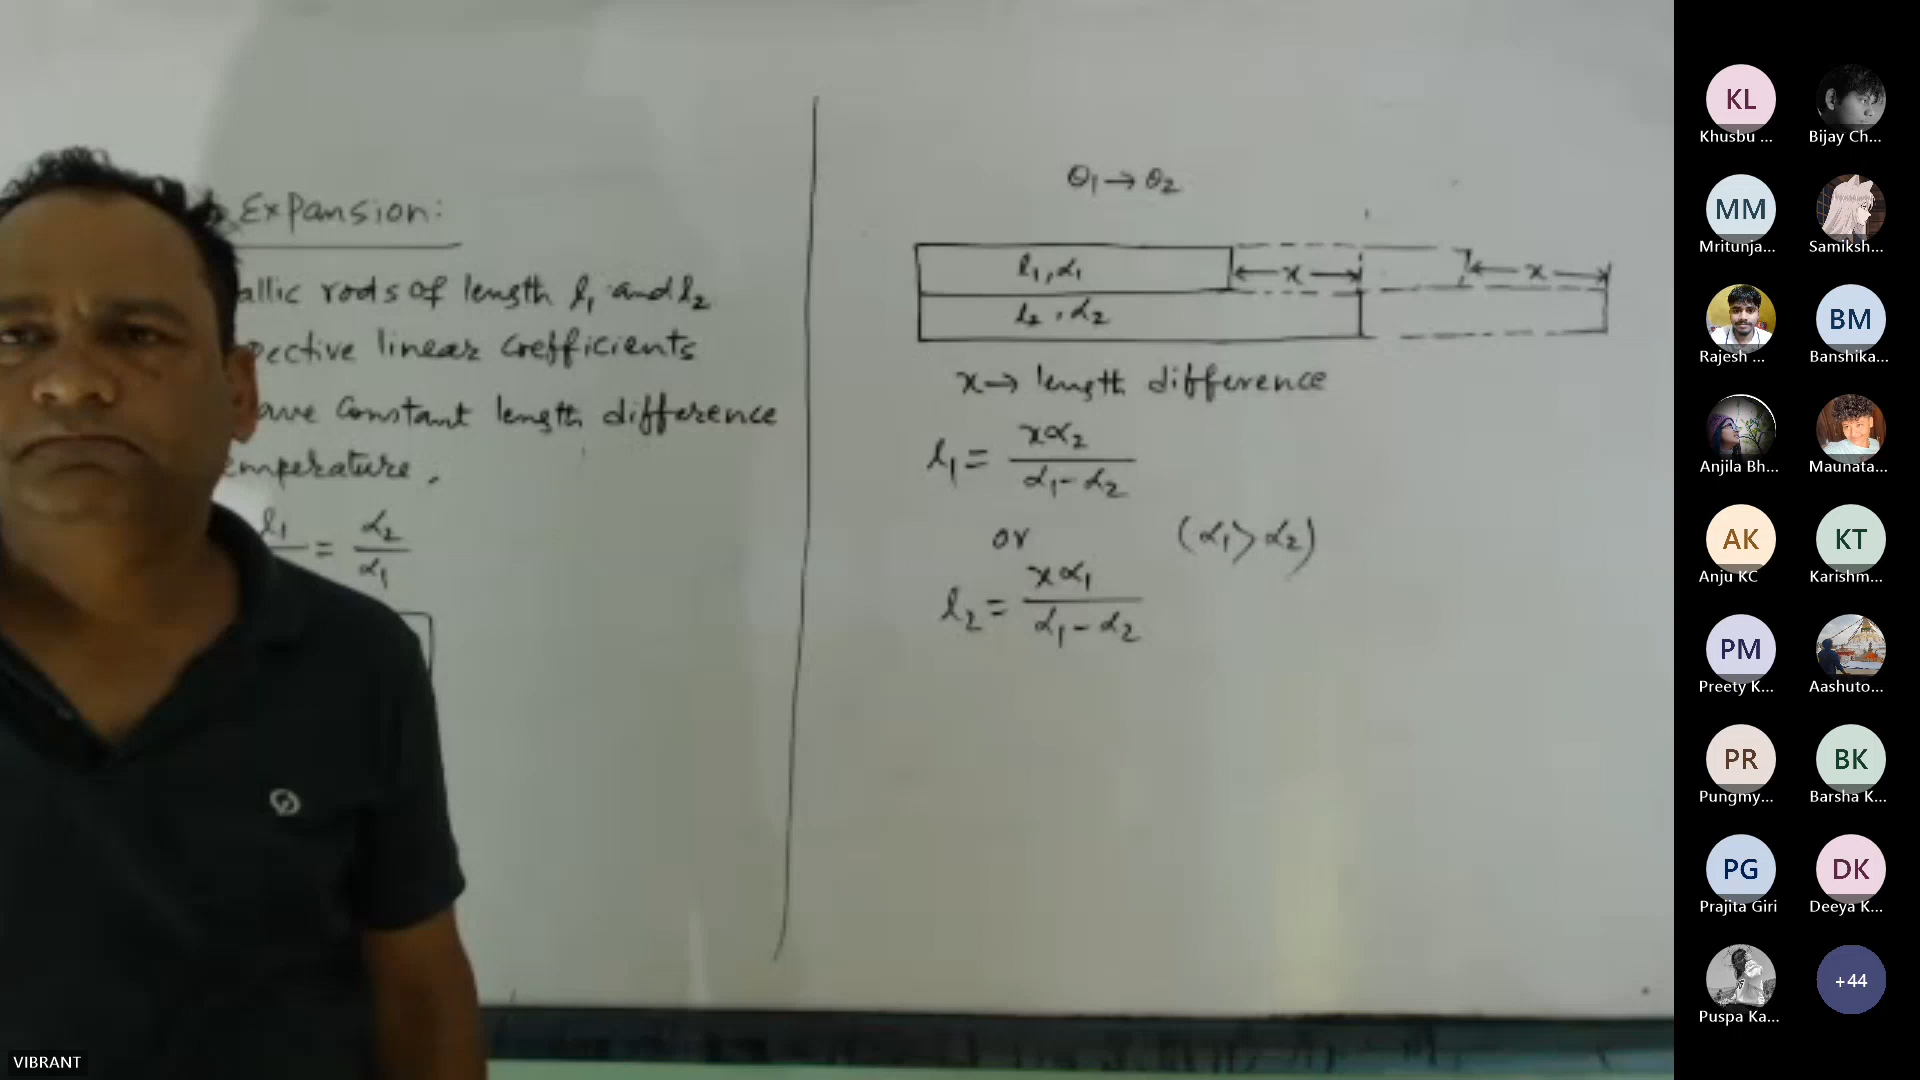 Expansion:
allic rods of length l₁ and l₂
pective linear coefficients
ave constant length difference
emperature.
l₁ = α₂
α₁
θ₁ → θ₂
l₁, α₁
x
x
l₂, α₂
x → length difference
l₁ = xα₂
α₁ - α₂
or (α₁ > α₂)
l₂ = xα₁
α₁ - α₂
VIBRANT
KL
Khusbu ...
Bijay Ch...
MM
Mritunja...
Samiksh...
Rajesh ...
BM
Banshika...
Anjila Bh...
Maunata...
AK
Anju KC
KT
Karishm...
PM
Preety K...
Aashuto...
PR
Pungmy...
BK
Barsha K...
PG
Prajita Giri
DK
Deeya K...
Puspa Ka...
+44